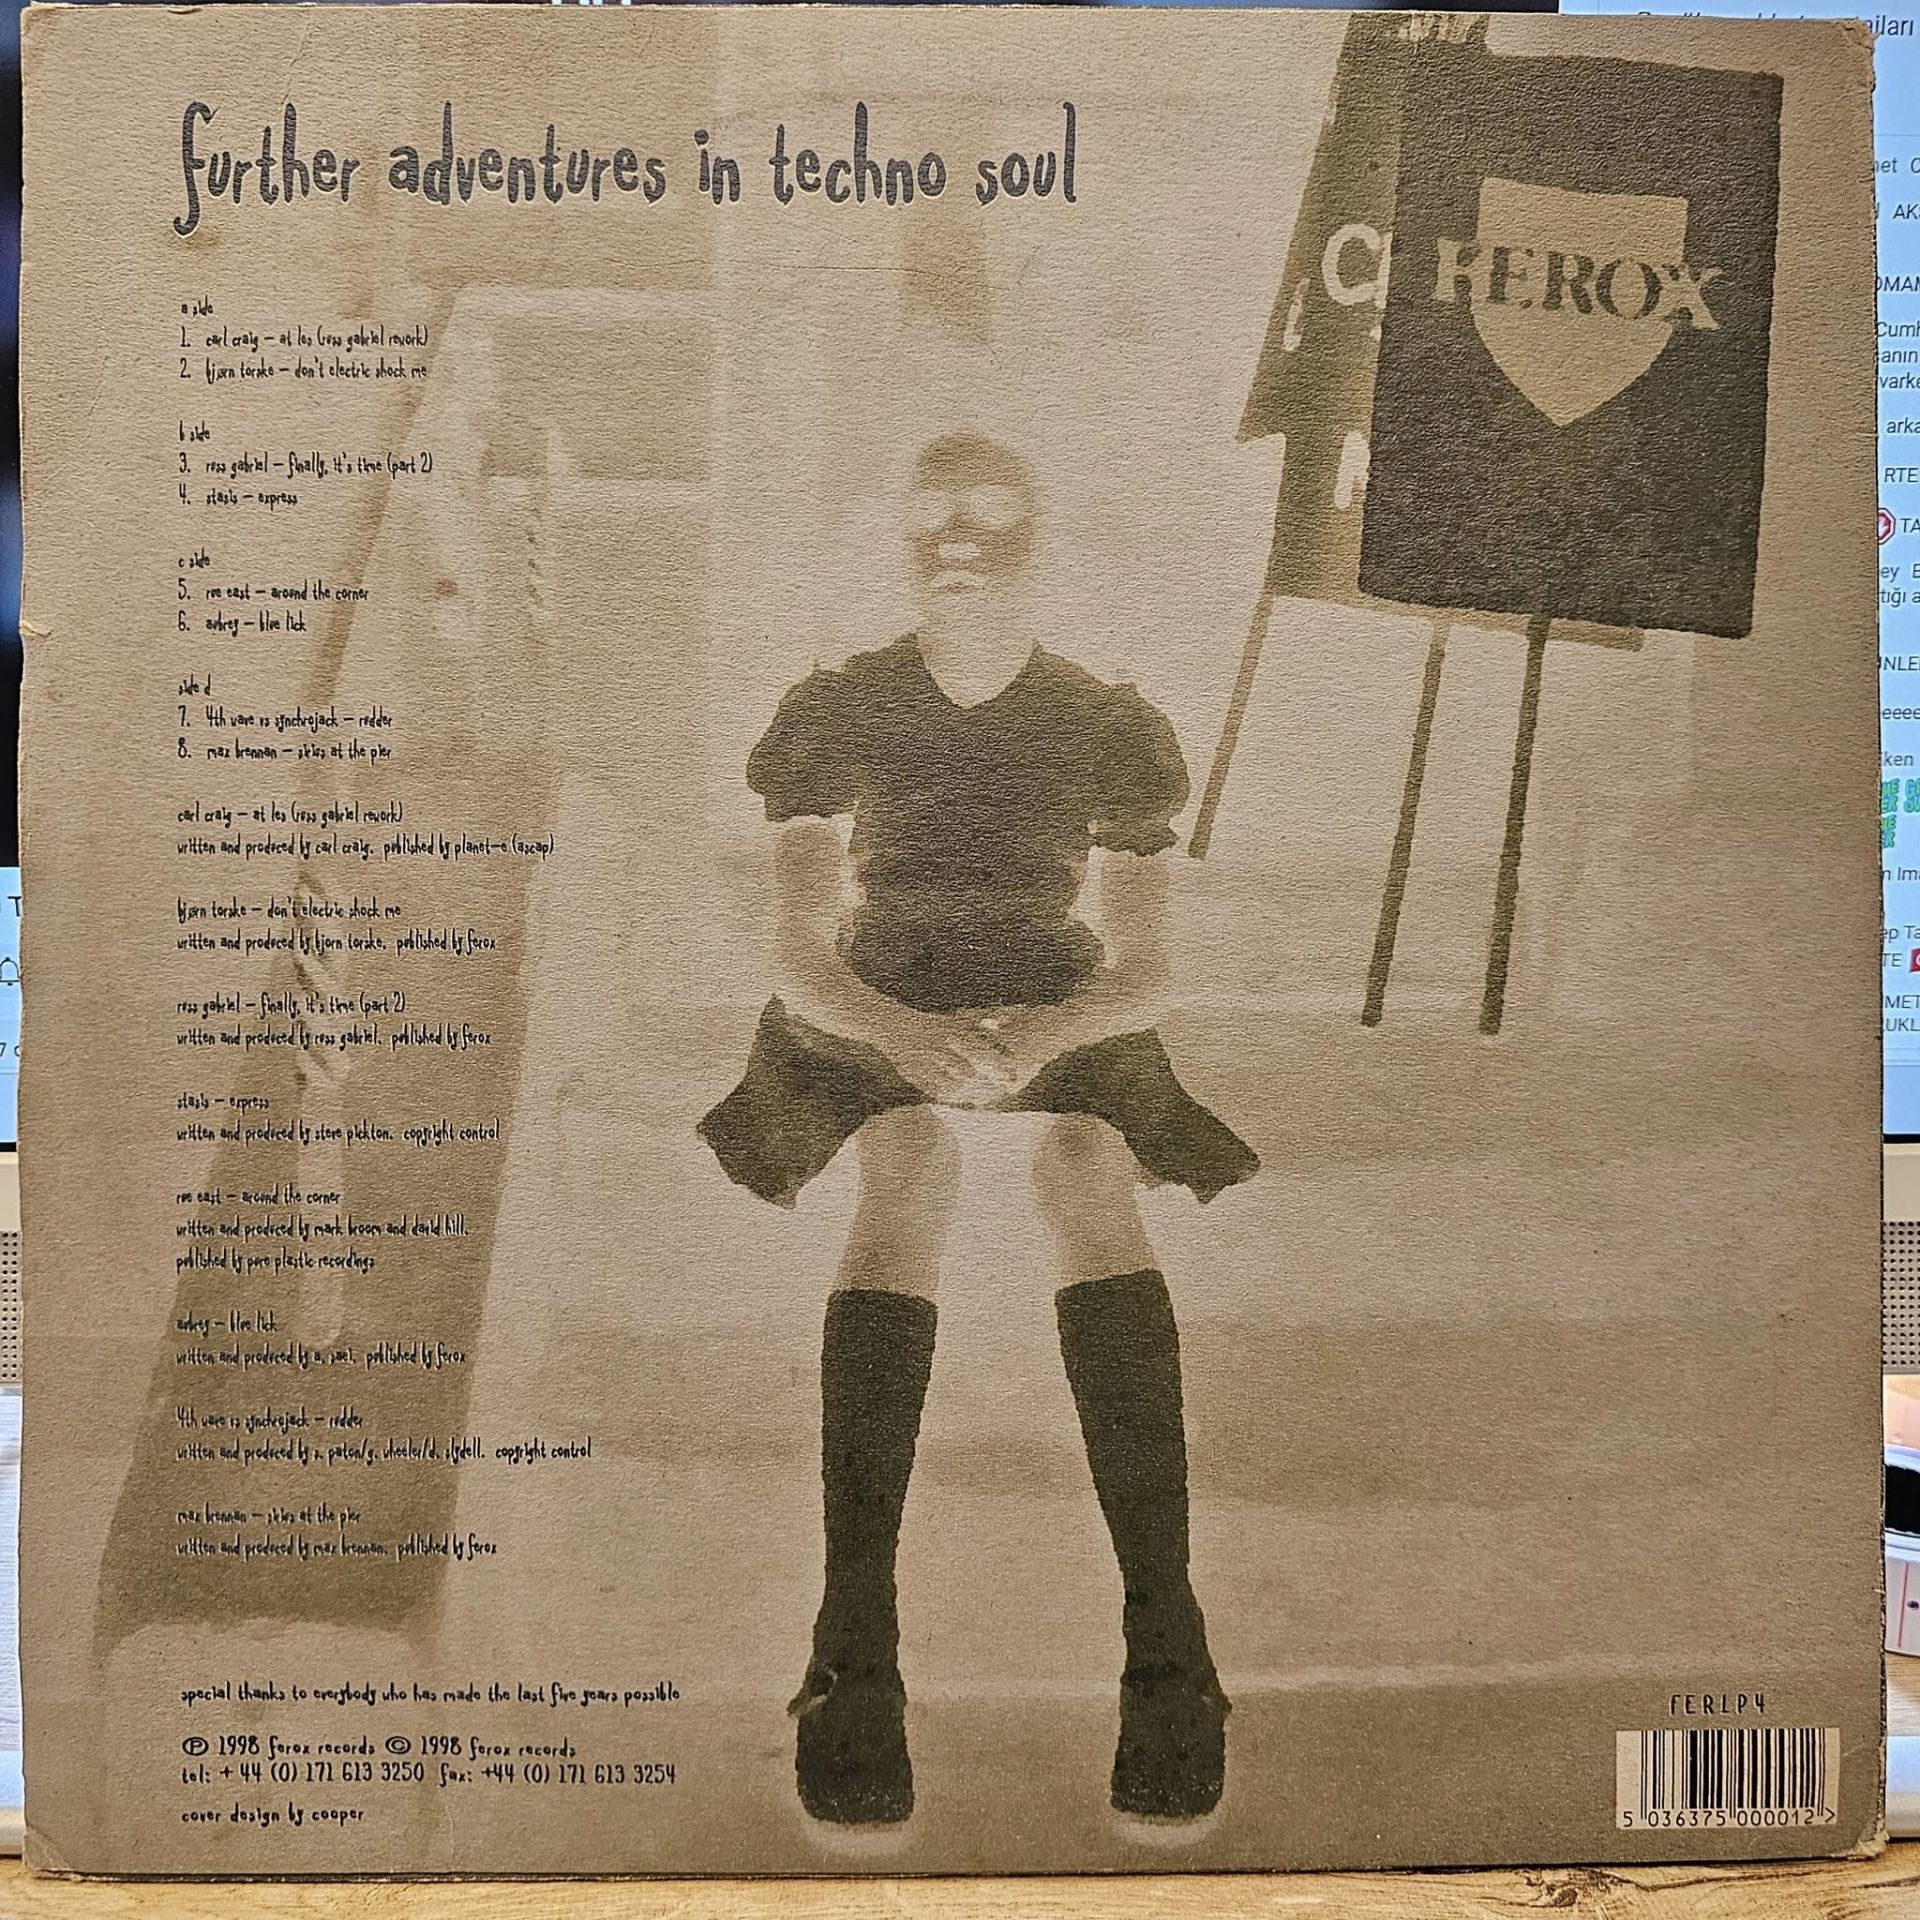 further adventures in techno soul
FEROX
a side
1. carl craig – at les (ross gabriel rework)
2. bjørn torske – don't electric shock me
b side
3. ross gabriel – finally, it's time (part 2)
4. stasis – express
c side
5. rue east – around the corner
6. aubrey – blue lick
side d
7. 4th wave vs synchrojack – rudder
8. max brennan – skies at the pier
carl craig – at les (ross gabriel rework)
written and produced by carl craig. published by planet-e (ascap)
bjørn torske – don't electric shock me
written and produced by bjorn torske. published by ferox
ross gabriel – finally, it's time (part 2)
written and produced by ross gabriel. published by ferox
stasis – express
written and produced by steve pickton. copyright control
rue east – around the corner
written and produced by mark broom and david hill.
published by pure plastic recordings
aubrey – blue lick
written and produced by a. saei. published by ferox
4th wave vs synchrojack – rudder
written and produced by s. paton/g. wheeler/d. slydell. copyright control
max brennan – skies at the pier
written and produced by max brennan. published by ferox
special thanks to everybody who has made the last five years possible
℗ 1998 ferox records © 1998 ferox records
tel: + 44 (0) 171 613 3250 fax: +44 (0) 171 613 3254
cover design by cooper
FERLP4
5 036375 000012 >